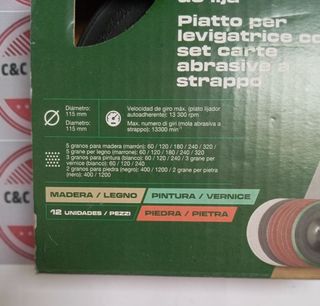 de lija
Piatto per
levigatrice co
set carte
abrasive a
strappo
Diámetro:
115 mm
Diametro:
115 mm
Velocidad de giro máx. (plato lijador
autoadherente): 13 300 rpm
Max. numero di giri (mola abrasiva a
strappo): 13300 min⁻¹
5 granos para madera (marrón): 60 / 120 / 180 / 240 / 320 /
5 grane per legno (marrone): 60 / 120 / 180 / 240 / 320
3 granos para pintura (blanco): 60 / 120 / 240 / 3 grane per
vernice (bianco): 60 / 120 / 240
2 granos para piedra (negro): 400 / 1200 / 2 grane per pietra
(nero): 400 / 1200
MADERA / LEGNO
PINTURA / VERNICE
12 UNIDADES / PEZZI
PIEDRA / PIETRA
C&C
C&C
C&C